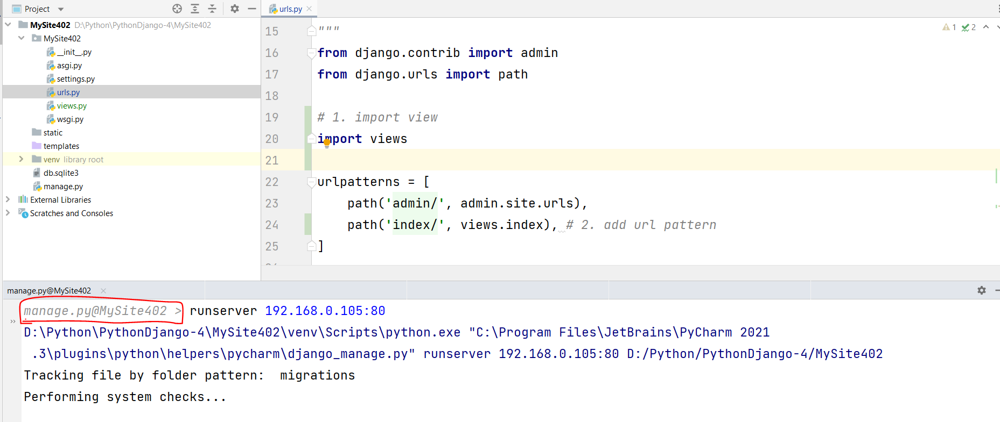 Project
MySite402 D:\Python\PythonDjango-4\MySite402
MySite402
__init__.py
asgi.py
settings.py
urls.py
views.py
wsgi.py
static
templates
venv library root
db.sqlite3
manage.py
External Libraries
Scratches and Consoles
urls.py
1 2
15 """
16 from django.contrib import admin
17 from django.urls import path
18
19 # 1. import view
20 import views
21
22 urlpatterns = [
23 path('admin/', admin.site.urls),
24 path('index/', views.index), # 2. add url pattern
25 ]
manage.py@MySite402
manage.py@MySite402 > runserver 192.168.0.105:80
D:\Python\PythonDjango-4\MySite402\venv\Scripts\python.exe "C:\Program Files\JetBrains\PyCharm 2021
.3\plugins\python\helpers\pycharm\django_manage.py" runserver 192.168.0.105:80 D:/Python/PythonDjango-4/MySite402
Tracking file by folder pattern:  migrations
Performing system checks...